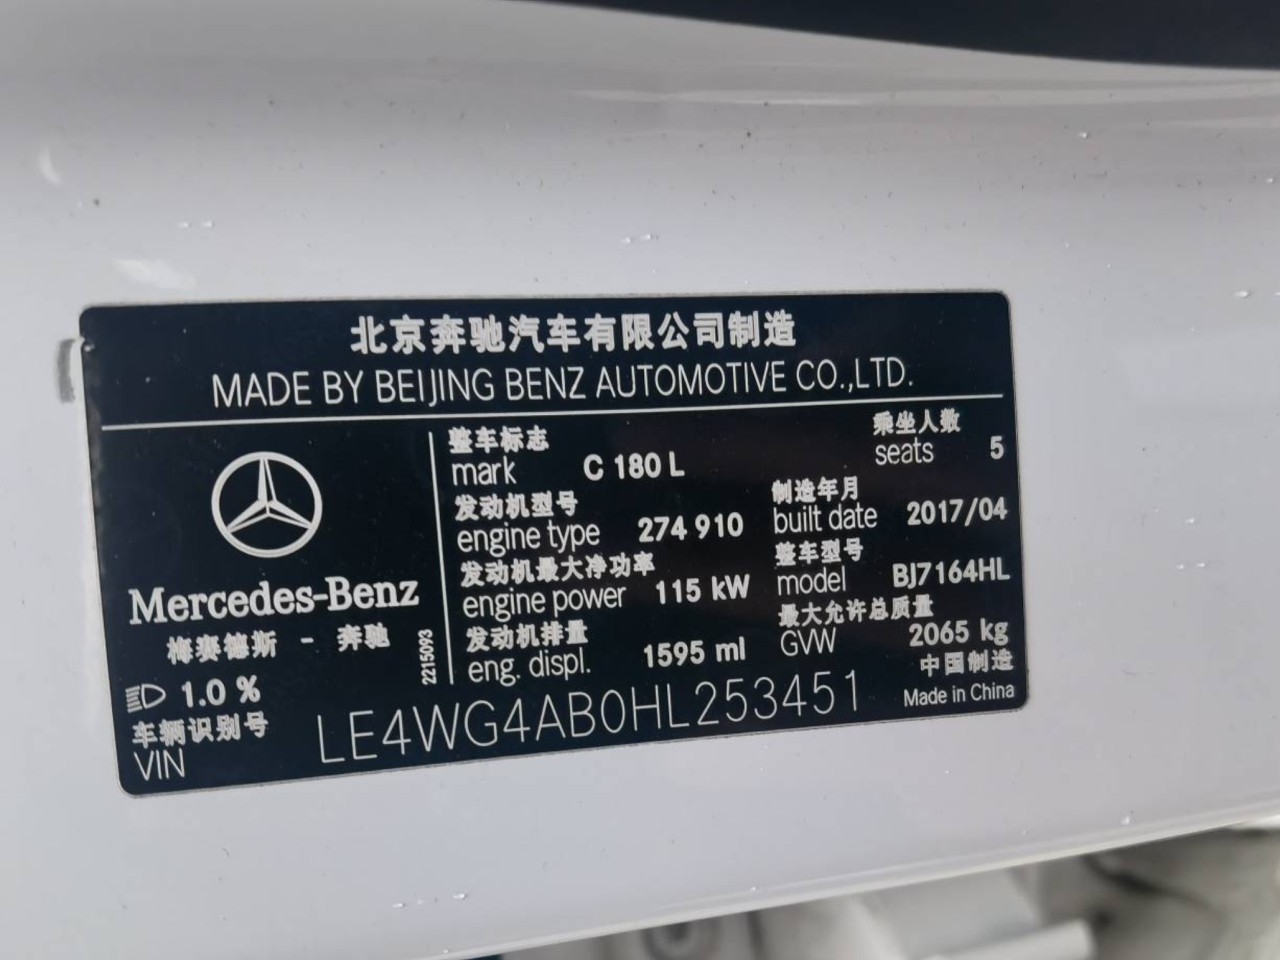 北京奔驰汽车有限公司制造
MADE BY BEIJING BENZ AUTOMOTIVE CO.,LTD.
Mercedes-Benz
梅赛德斯 - 奔驰
2215093
1.0 %
整车标志
mark C 180 L
乘坐人数
seats 5
发动机型号
engine type 274 910
制造年月
built date 2017/04
发动机最大净功率
engine power 115 kW
整车型号
model BJ7164HL
发动机排量
eng. displ. 1595 ml
最大允许总质量
GVW 2065 kg
中国制造
Made in China
车辆识别号
VIN LE4WG4AB0HL253451